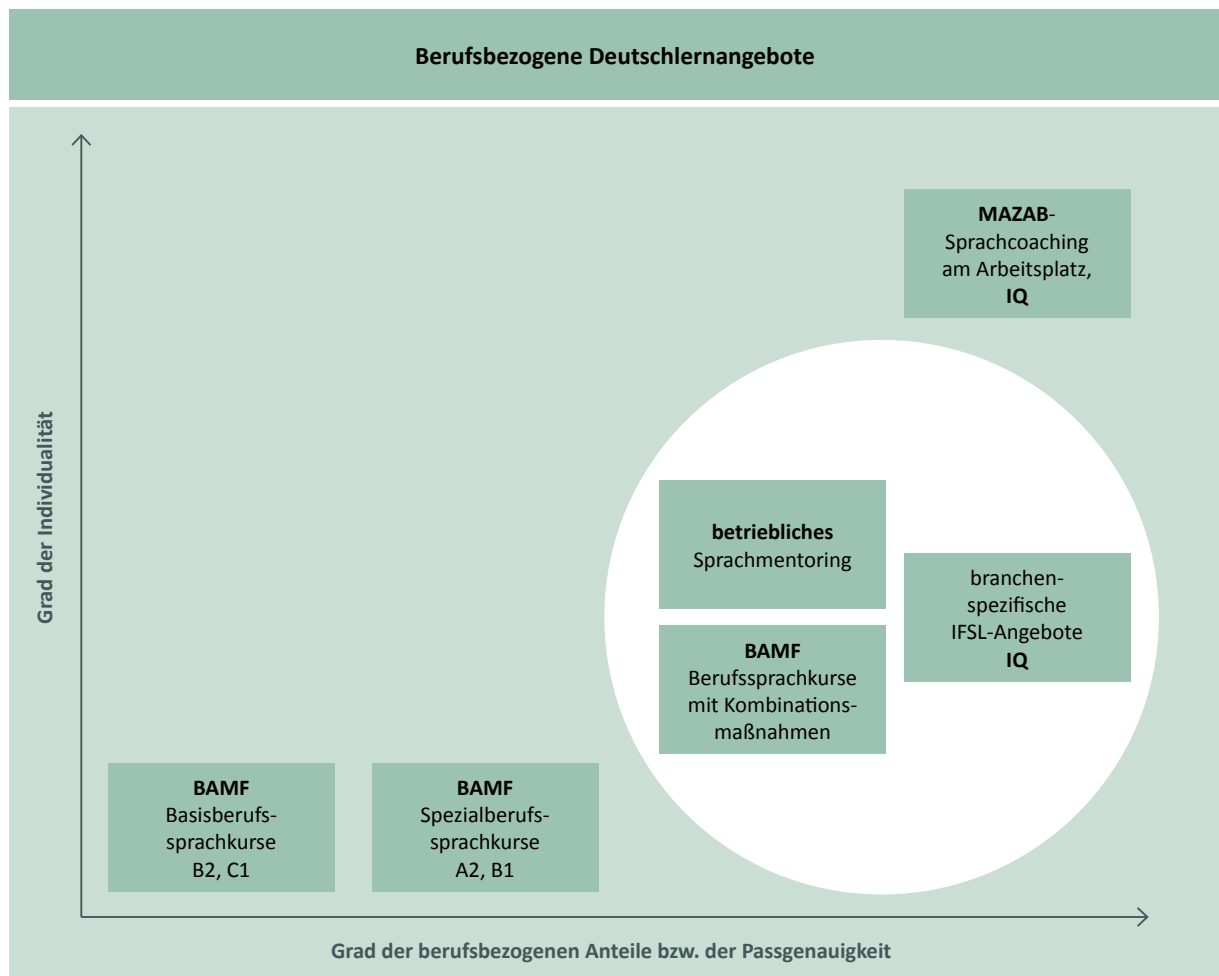 Berufsbezogene Deutschlernangebote
MAZAB-
Sprachcoaching
am Arbeitsplatz,
IQ
Grad der Individualität
betriebliches
Sprachmentoring
branchen-
spezifische
IFSL-Angebote
IQ
BAMF
Berufssprachkurse
mit Kombinations-
maßnahmen
BAMF
Basisberufs-
sprachkurse
B2, C1
BAMF
Spezialberufs-
sprachkurse
A2, B1
Grad der berufsbezogenen Anteile bzw. der Passgenauigkeit